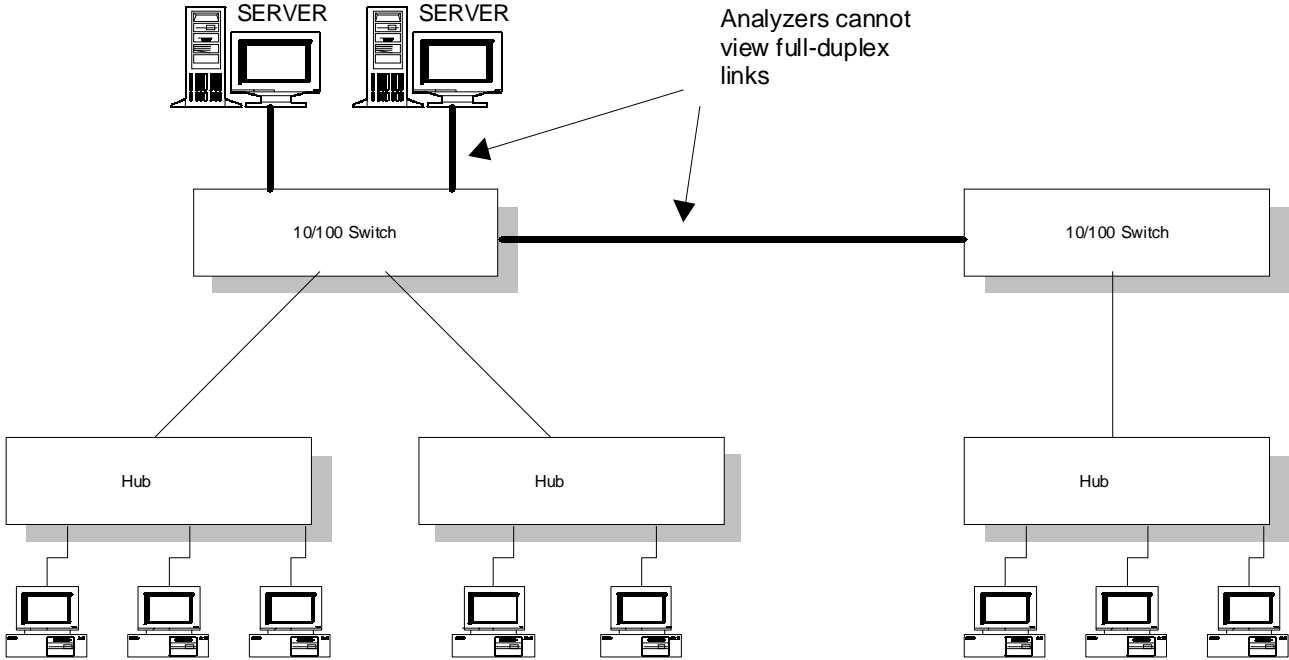 SERVER
SERVER
Analyzers cannot
view full-duplex
links
10/100 Switch
10/100 Switch
Hub
Hub
Hub